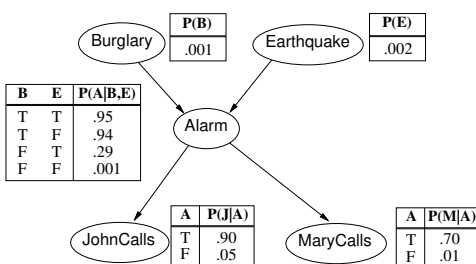 Burglary
P(B)
.001
Earthquake
P(E)
.002
B E P(A|B,E)
T T .95
T F .94
F T .29
F F .001
Alarm
JohnCalls
A P(J|A)
T .90
F .05
MaryCalls
A P(M|A)
T .70
F .01